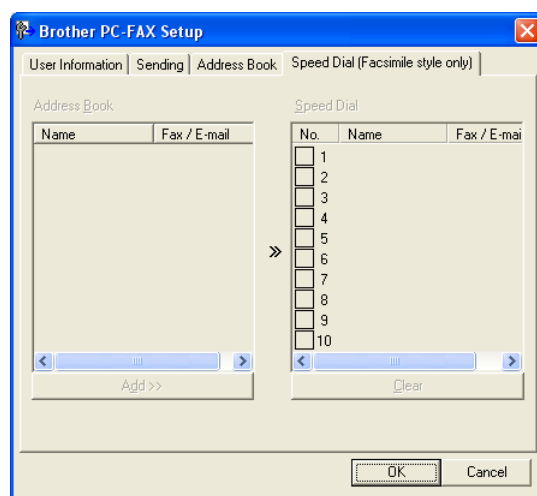 Brother PC-FAX Setup
User Information Sending Address Book Speed Dial (Facsimile style only)
Address Book Speed Dial
Name Fax / E-mail No. Name Fax / E-mai
1
2
3
4
5
6
7
8
9
10
Add >> Clear
OK Cancel